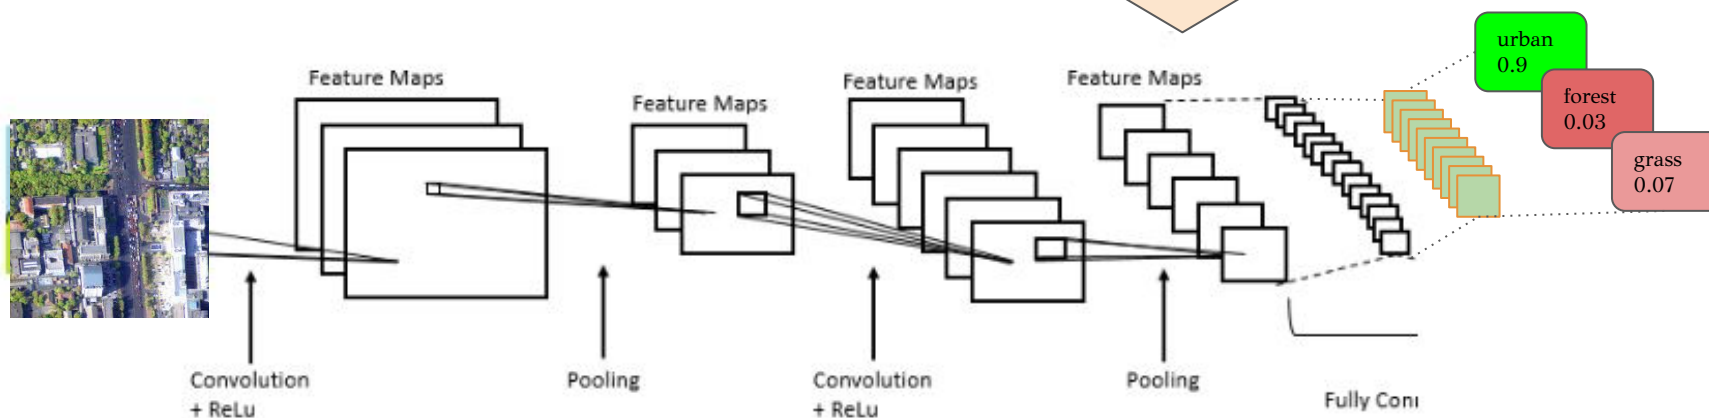 Feature Maps
Feature Maps
Feature Maps
Feature Maps
urban
0.9
forest
0.03
grass
0.07
Convolution
+ ReLu
Pooling
Convolution
+ ReLu
Pooling
Fully